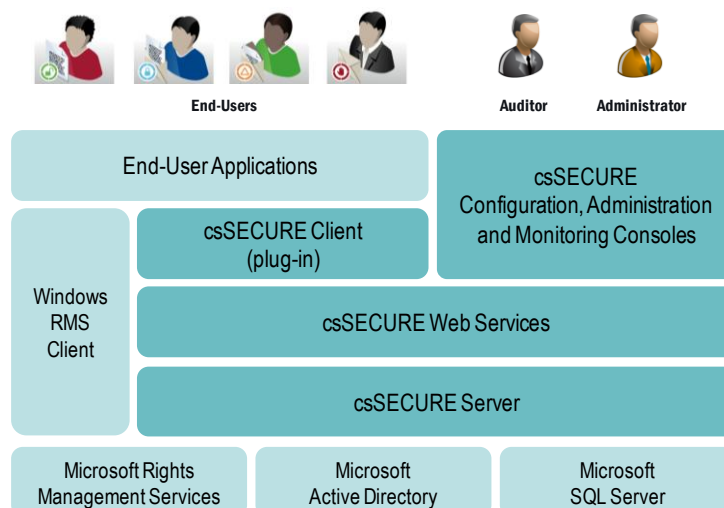 End-Users
Auditor
Administrator
End-User Applications
csSECURE
Configuration, Administration
and Monitoring Consoles
csSECURE Client
(plug-in)
Windows
RMS
Client
csSECURE Web Services
csSECURE Server
Microsoft Rights
Management Services
Microsoft
Active Directory
Microsoft
SQL Server